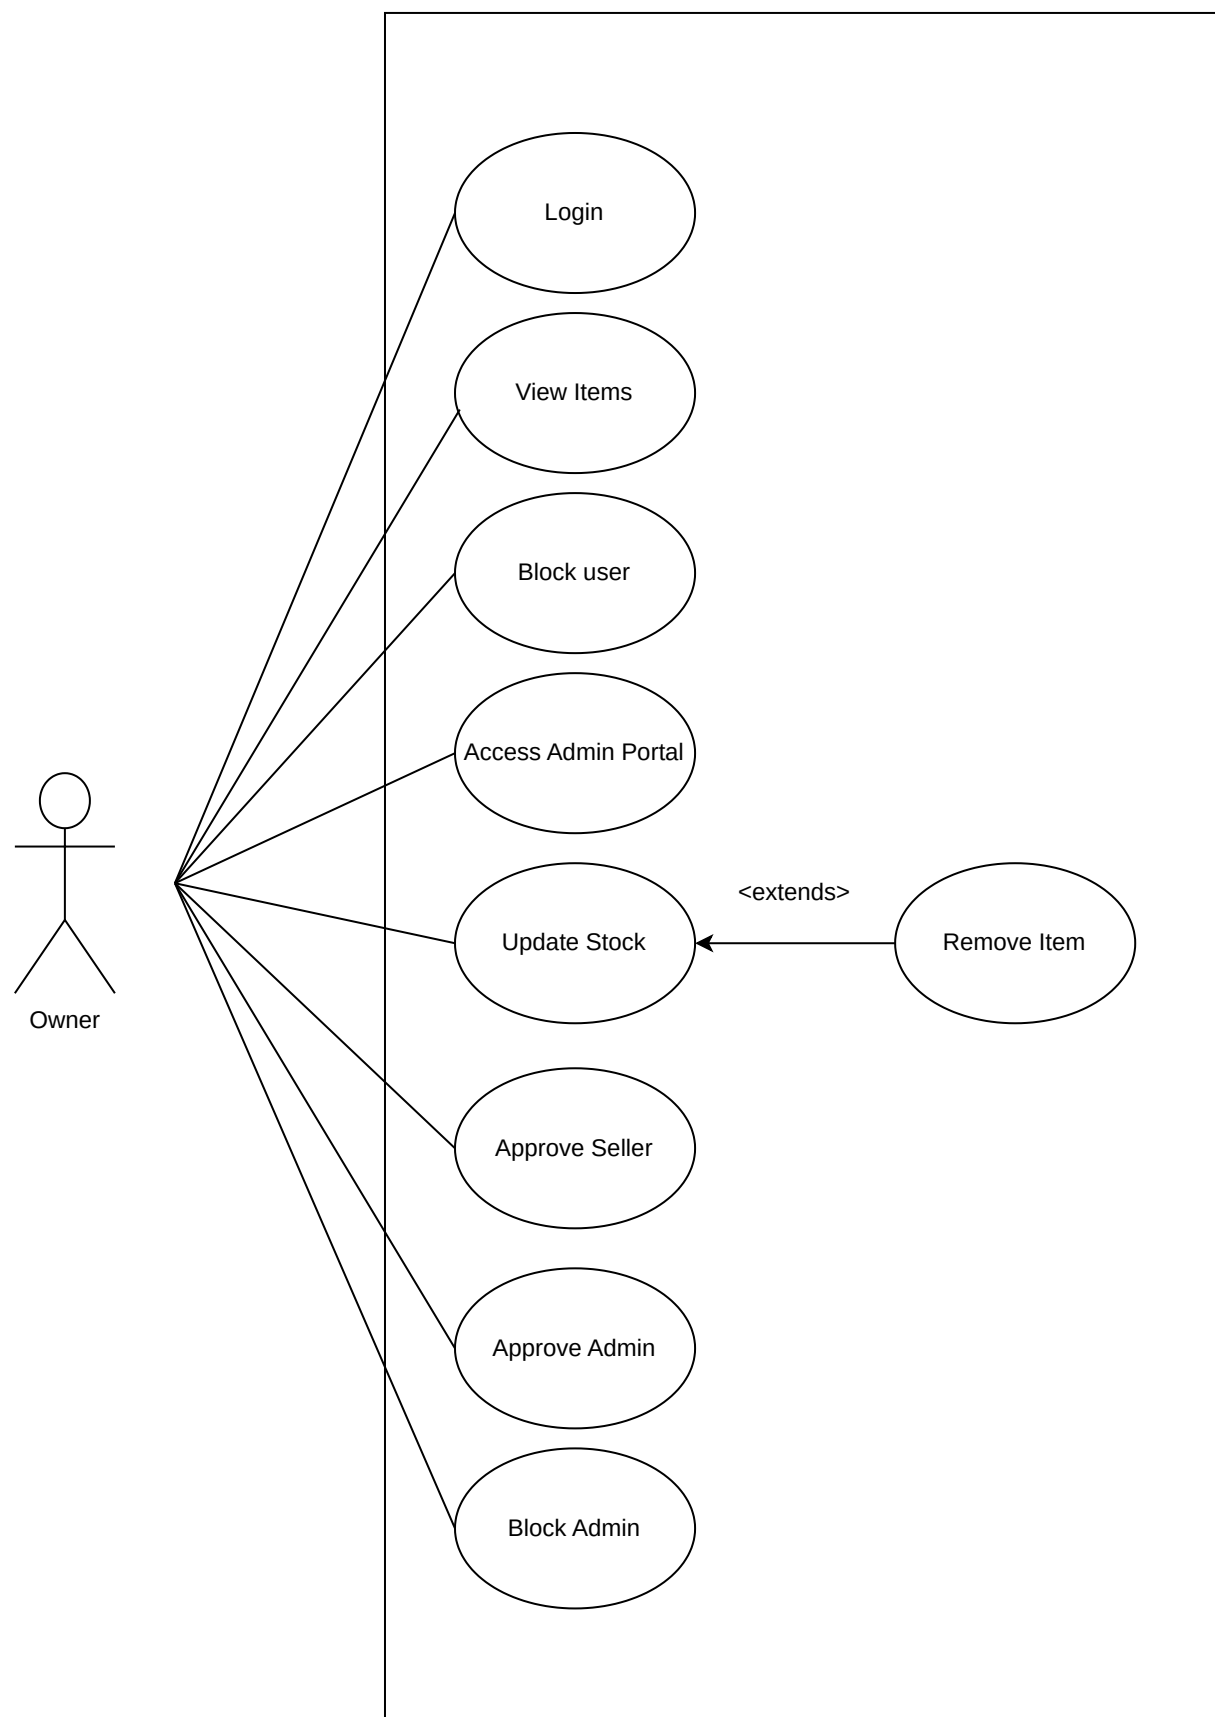 Login
View Items
Block user
Access Admin Portal
<extends>
Update Stock
Remove Item
Owner
Approve Seller
Approve Admin
Block Admin